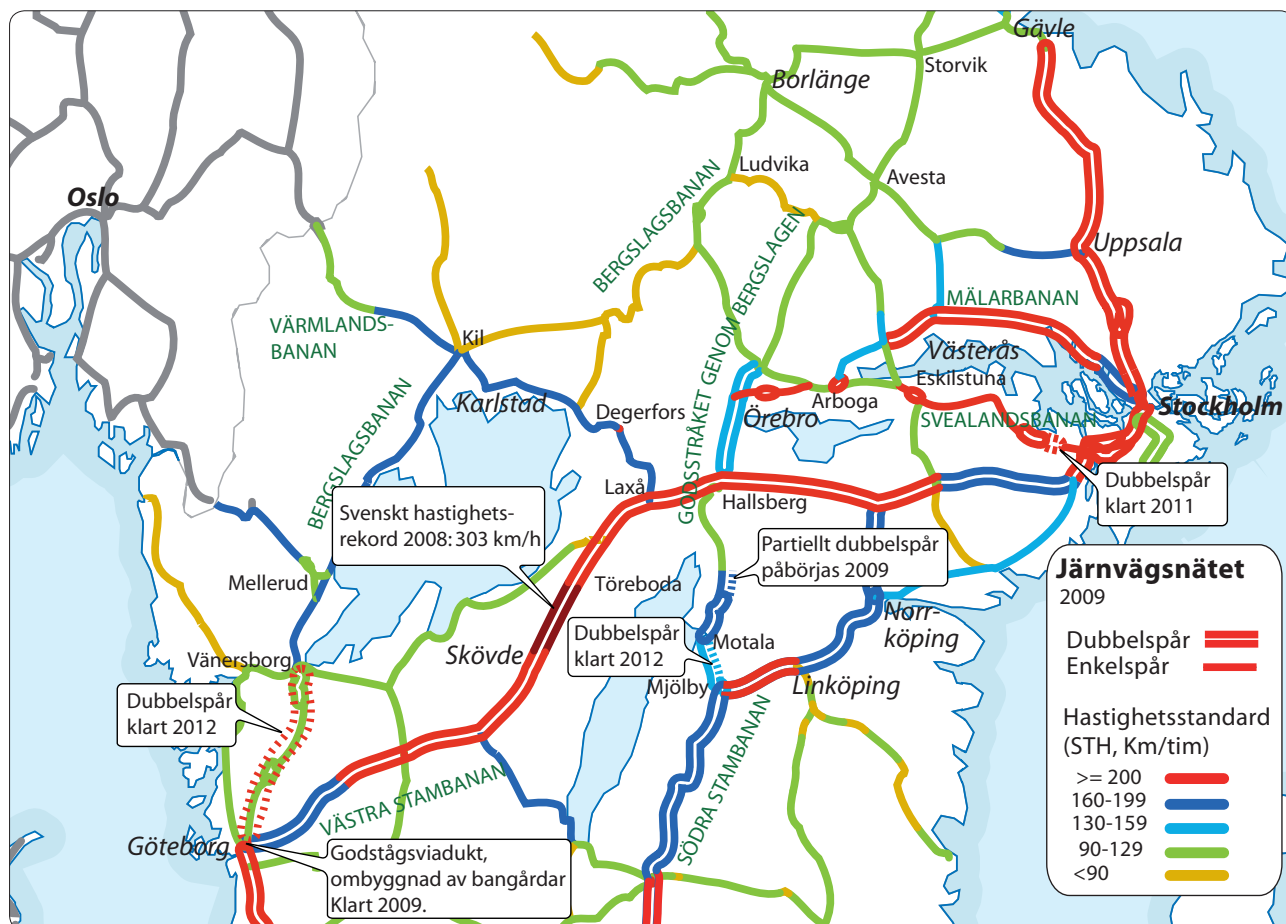 Gävle
Storvik
Borlänge
Ludvika
Avesta
Oslo
BERGSLAGSBANAN
Uppsala
GODSSTRÅKET GENOM BERGSLAGEN
MÄLARBANAN
VÄRMLANDS-
BANAN
Kil
Västerås
Eskilstuna
Karlstad
Arboga
Degerfors
Örebro
SVEALANDSBANAN
Stockholm
BERGSLAGSBANAN
Dubbelspår
klart 2011
Laxå
Hallsberg
Svenskt hastighets-
rekord 2008: 303 km/h
Partiellt dubbelspår
påbörjas 2009
Mellerud
Töreboda
Norr-
köping
Dubbelspår
klart 2012
Motala
Skövde
Vänersborg
Mjölby
Linköping
Dubbelspår
klart 2012
VÄSTRA STAMBANAN
SÖDRA STAMBANAN
Göteborg
Godstågsviadukt,
ombyggnad av bangårdar
Klart 2009.
Järnvägsnätet
2009
Dubbelspår
Enkelspår
Hastighetsstandard
(STH, Km/tim)
>= 200
160-199
130-159
90-129
<90